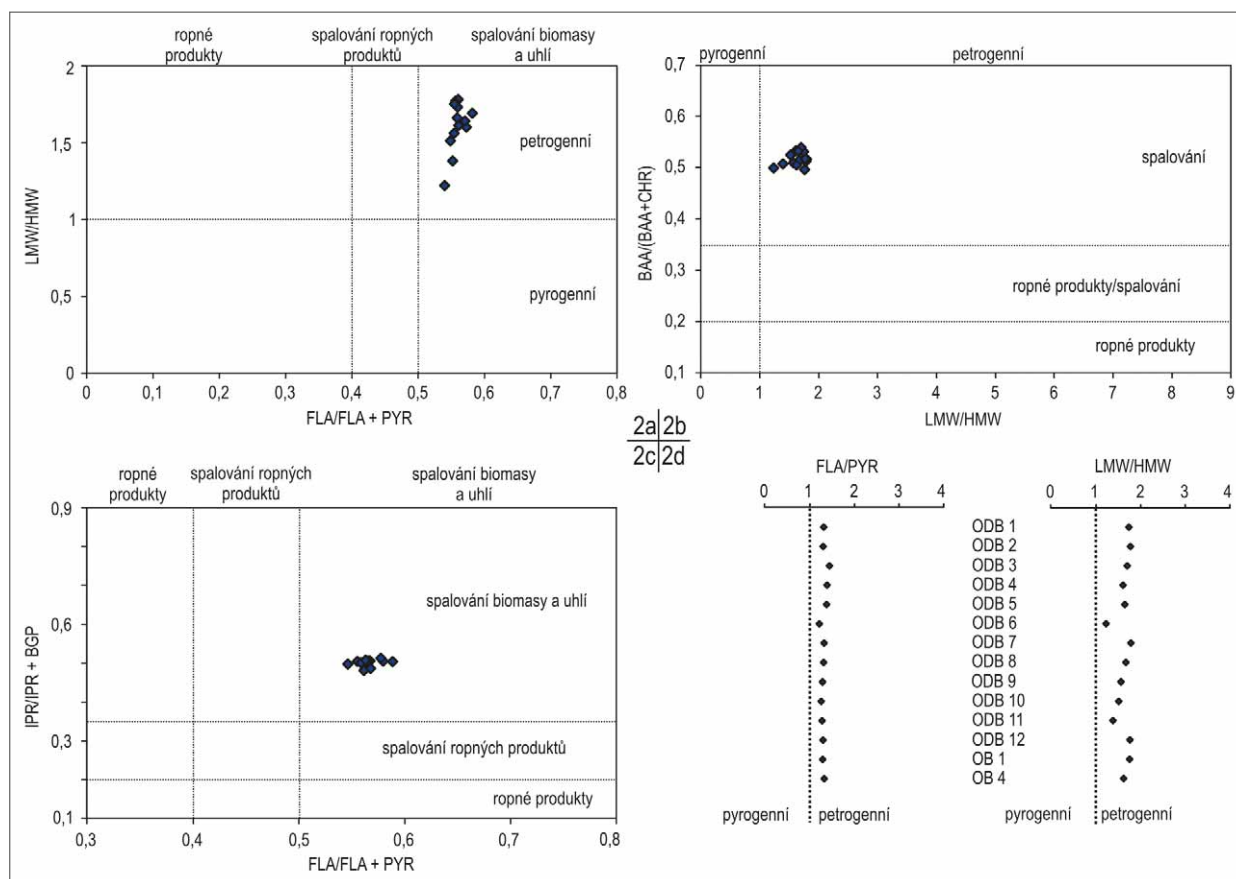 ropné
produkty
spalování ropných
produktů
spalování biomasy
a uhlí
2
1,5
1
0,5
0
LMW/HMW
petrogenní
pyrogenní
0 0,1 0,2 0,3 0,4 0,5 0,6 0,7 0,8
FLA/FLA + PYR
pyrogenní petrogenní
0,7
0,6
0,5
0,4
0,3
0,2
0,1
BAA/(BAA+CHR)
spalování
ropné produkty/spalování
ropné produkty
0 1 2 3 4 5 6 7 8 9
LMW/HMW
2a 2b
2c 2d
ropné
produkty
spalování ropných
produktů
spalování biomasy
a uhlí
0,9
0,6
0,3
0,1
IPR/IPR + BGP
spalování biomasy a uhlí
spalování ropných produktů
ropné produkty
0,3 0,4 0,5 0,6 0,7 0,8
FLA/FLA + PYR
FLA/PYR LMW/HMW
0 1 2 3 4 0 1 2 3 4
ODB 1
ODB 2
ODB 3
ODB 4
ODB 5
ODB 6
ODB 7
ODB 8
ODB 9
ODB 10
ODB 11
ODB 12
OB 1
OB 4
pyrogenní petrogenní pyrogenní petrogenní